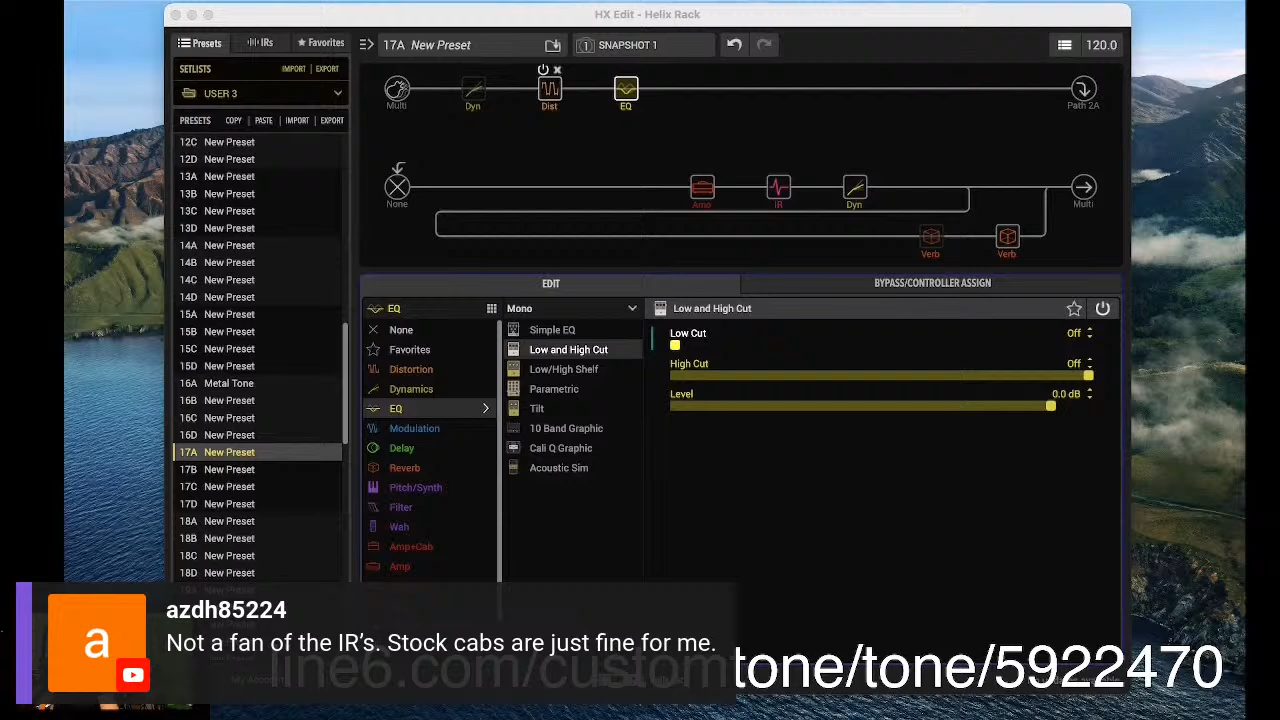 HX Edit - Helix Rack
Presets
IRs
Favorites
17A New Preset
1
SNAPSHOT 1
120.0
SETLISTS
IMPORT | EXPORT
USER 3
PRESETS
COPY | PASTE | IMPORT | EXPORT
12C New Preset
12D New Preset
13A New Preset
13B New Preset
13C New Preset
13D New Preset
14A New Preset
14B New Preset
14C New Preset
14D New Preset
15A New Preset
15B New Preset
15C New Preset
15D New Preset
16A Metal Tone
16B New Preset
16C New Preset
16D New Preset
17A New Preset
17B New Preset
17C New Preset
17D New Preset
18A New Preset
18B New Preset
18C New Preset
18D New Preset
Multi
Dyn
Dist
EQ
Path 2A
None
Amp
IR
Dyn
Multi
Verb
Verb
EDIT
BYPASS/CONTROLLER ASSIGN
EQ
None
Favorites
Distortion
Dynamics
EQ
Modulation
Delay
Reverb
Pitch/Synth
Filter
Wah
Amp+Cab
Amp
Mono
Simple EQ
Low and High Cut
Low/High Shelf
Parametric
Tilt
10 Band Graphic
Cali Q Graphic
Acoustic Sim
Low and High Cut
Low Cut Off
High Cut Off
Level 0.0 dB
a
azdh85224
Not a fan of the IR's. Stock cabs are just fine for me.
line6.com/customtone/tone/5922470